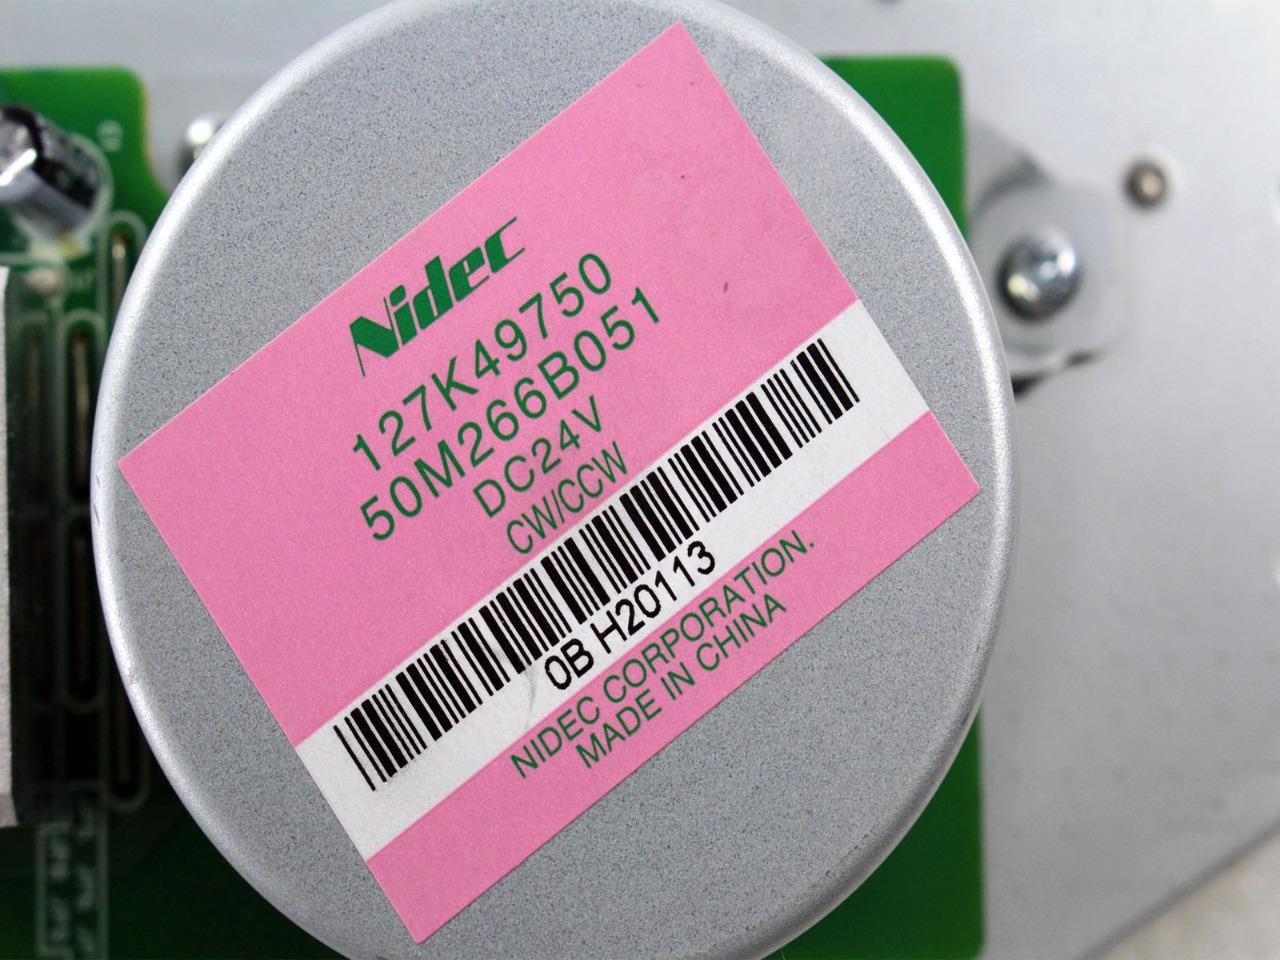 Nidec
127K49750
50M266B051
DC24V
CW/CCW
0B H20113
NIDEC CORPORATION.
MADE IN CHINA